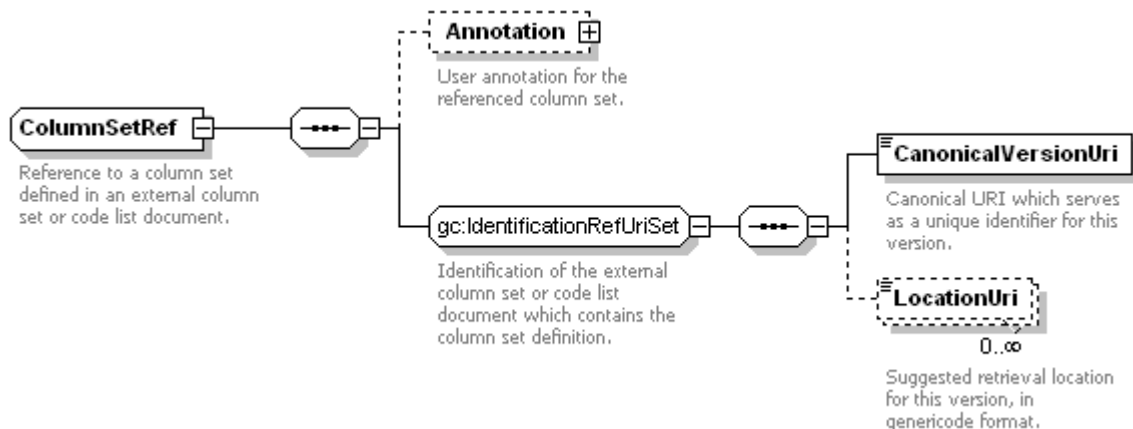 Annotation
User annotation for the
referenced column set.
ColumnSetRef
Reference to a column set
defined in an external column
set or code list document.
gc:IdentificationRefUriSet
Identification of the external
column set or code list
document which contains the
column set definition.
CanonicalVersionUri
Canonical URI which serves
as a unique identifier for this
version.
LocationUri
0..∞
Suggested retrieval location
for this version, in
genericode format.